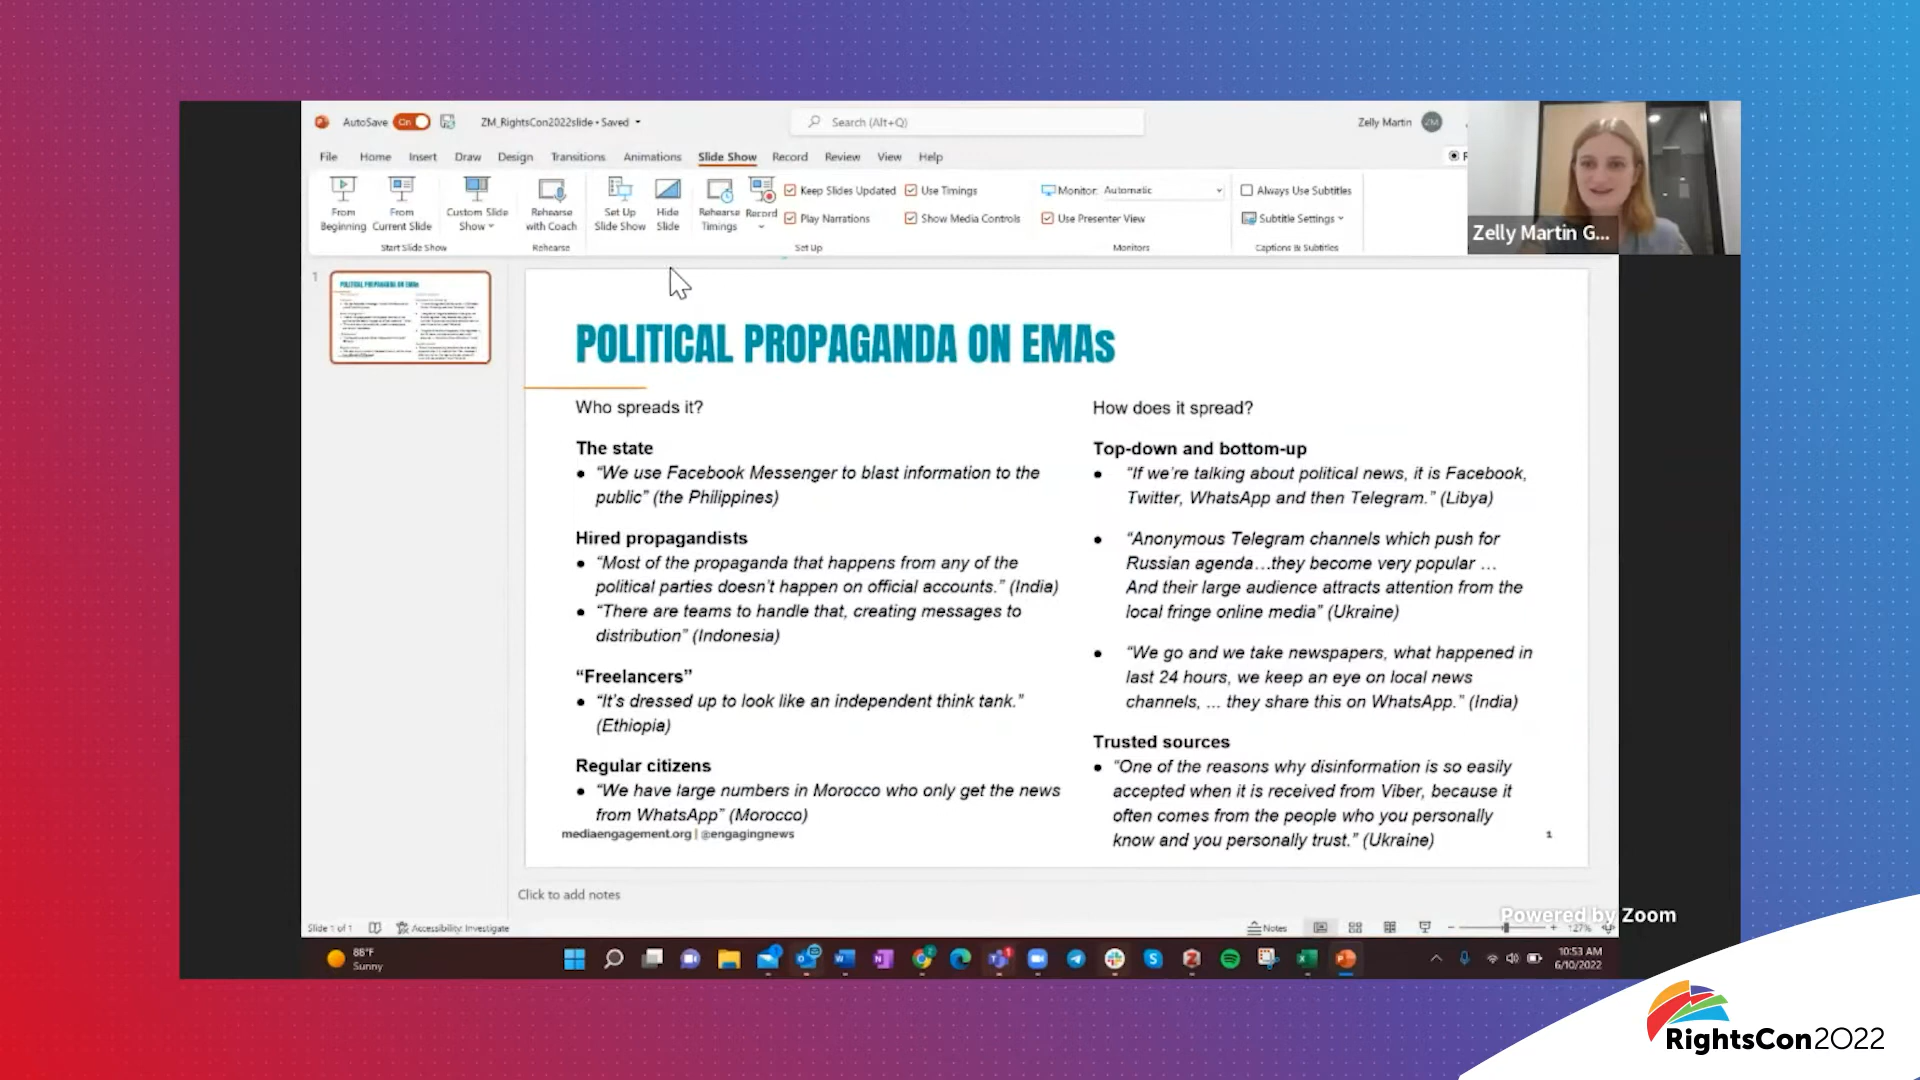 AutoSave On ZM_RightsCon2022slide • Saved Search (Alt+Q) Zelly Martin ZM
File Home Insert Draw Design Transitions Animations Slide Show Record Review View Help
From Beginning
From Current Slide
Custom Slide Show
Rehearse with Coach
Set Up Slide Show
Hide Slide
Rehearse Timings
Record
Keep Slides Updated
Use Timings
Play Narrations
Show Media Controls
Monitor: Automatic
Use Presenter View
Always Use Subtitles
Subtitle Settings
Start Slide Show Rehearse Set Up Monitors Captions & Subtitles
Zelly Martin G...
1
POLITICAL PROPAGANDA ON EMAs
Who spreads it?
The state
• “We use Facebook Messenger to blast information to the
public” (the Philippines)
Hired propagandists
• “Most of the propaganda that happens from any of the
political parties doesn’t happen on official accounts.” (India)
• “There are teams to handle that, creating messages to
distribution” (Indonesia)
“Freelancers”
• “It’s dressed up to look like an independent think tank.”
(Ethiopia)
Regular citizens
• “We have large numbers in Morocco who only get the news
from WhatsApp” (Morocco)
mediaengagement.org | @engagingnews
How does it spread?
Top-down and bottom-up
• “If we’re talking about political news, it is Facebook,
Twitter, WhatsApp and then Telegram.” (Libya)
• “Anonymous Telegram channels which push for
Russian agenda…they become very popular …
And their large audience attracts attention from the
local fringe online media” (Ukraine)
• “We go and we take newspapers, what happened in
last 24 hours, we keep an eye on local news
channels, ... they share this on WhatsApp.” (India)
Trusted sources
• “One of the reasons why disinformation is so easily
accepted when it is received from Viber, because it
often comes from the people who you personally
know and you personally trust.” (Ukraine)
1
Click to add notes
Powered by Zoom
Slide 1 of 1 Accessibility: Investigate Notes 127%
88°F
Sunny
10:53 AM
6/10/2022
RightsCon2022